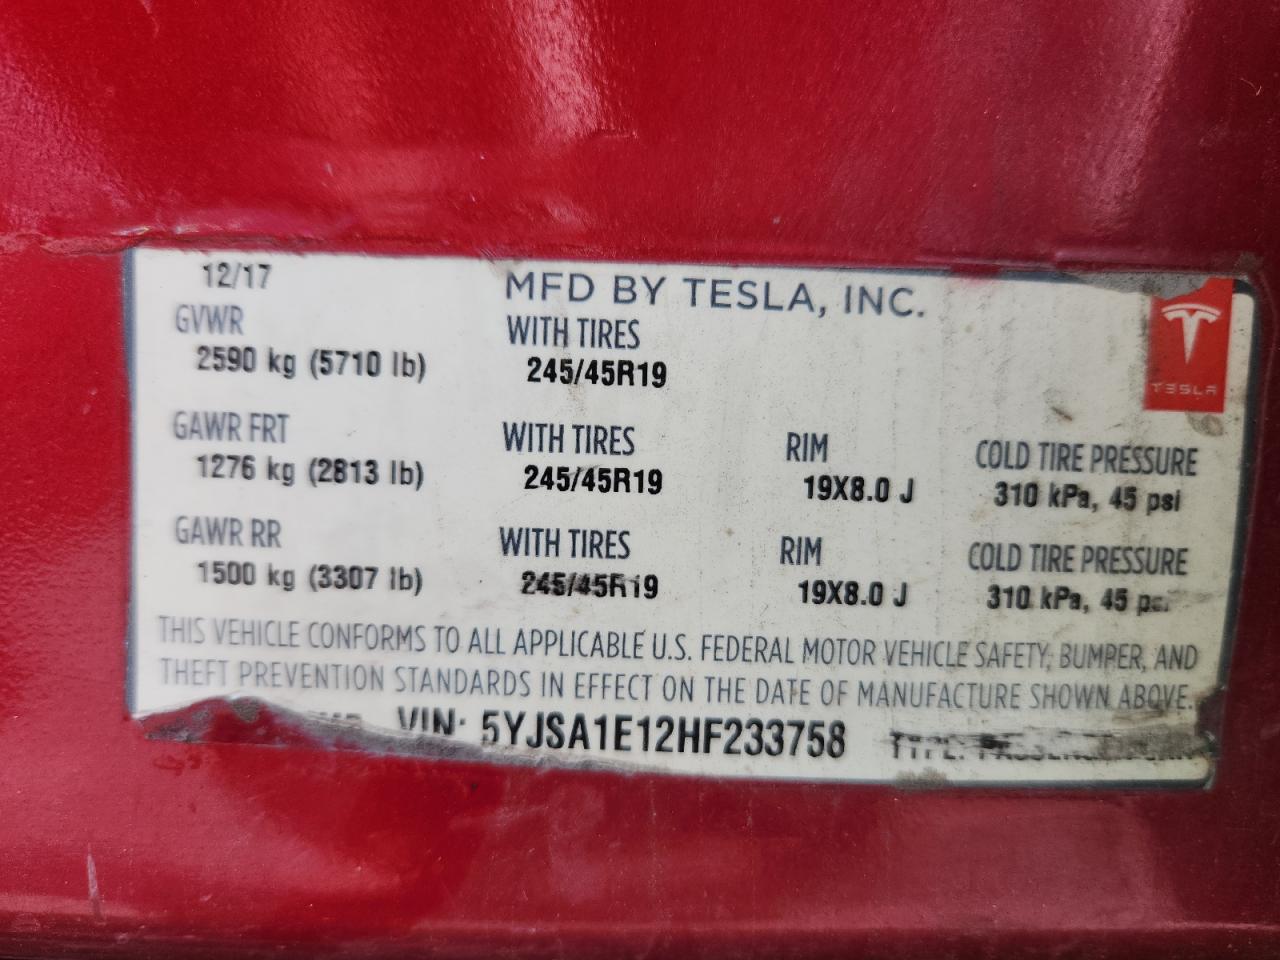 12/17 MFD BY TESLA, INC.
GVWR WITH TIRES
2590 kg (5710 lb) 245/45R19
TESLA
GAWR FRT WITH TIRES RIM COLD TIRE PRESSURE
1276 kg (2813 lb) 245/45R19 19X8.0 J 310 kPa, 45 psi
GAWR RR WITH TIRES RIM COLD TIRE PRESSURE
1500 kg (3307 lb) 245/45R19 19X8.0 J 310 kPa, 45 psi
THIS VEHICLE CONFORMS TO ALL APPLICABLE U.S. FEDERAL MOTOR VEHICLE SAFETY, BUMPER, AND
THEFT PREVENTION STANDARDS IN EFFECT ON THE DATE OF MANUFACTURE SHOWN ABOVE.
VIN: 5YJSA1E12HF233758 TYPE: